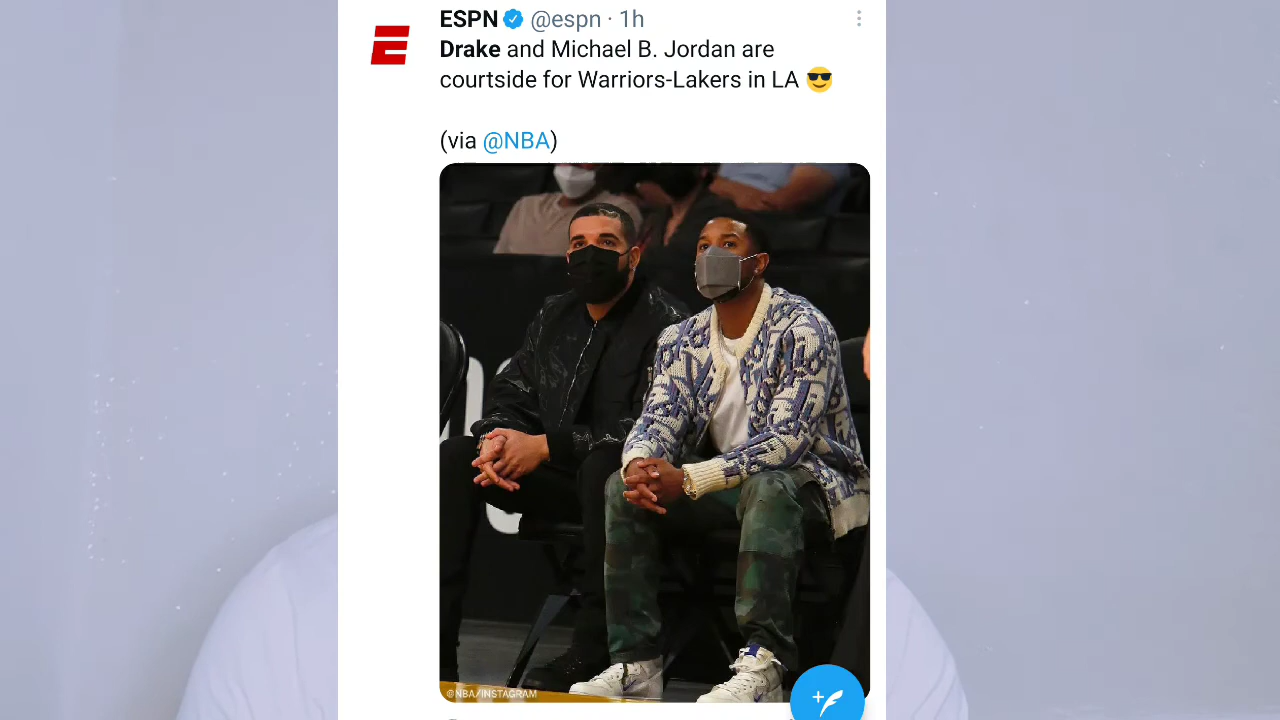 ESPN @espn · 1h
Drake and Michael B. Jordan are
courtside for Warriors-Lakers in LA 😎
(via @NBA)
@NBA/INSTAGRAM